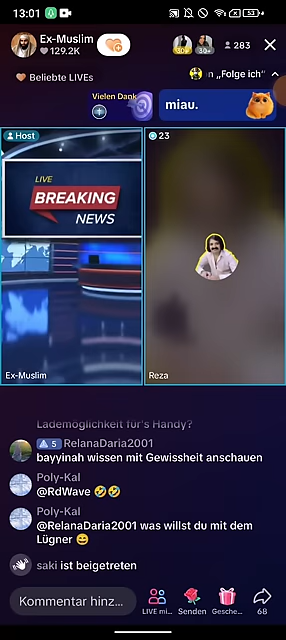 13:01
53
Ex-Muslim
129.2K
30+
283
Beliebte LIVEs
n „Folge ich“
Vielen Dank
miau.
Host
23
LIVE
BREAKING
NEWS
Ex-Muslim
Reza
Lademöglichkeit für's Handy?
5 RelanaDaria2001
bayyinah wissen mit Gewissheit anschauen
Poly-Kal
@RdWave 🤣🤣
Poly-Kal
@RelanaDaria2001 was willst du mit dem
Lügner 😄
saki ist beigetreten
Kommentar hinz...
LIVE mi...
Senden
Gesche...
68